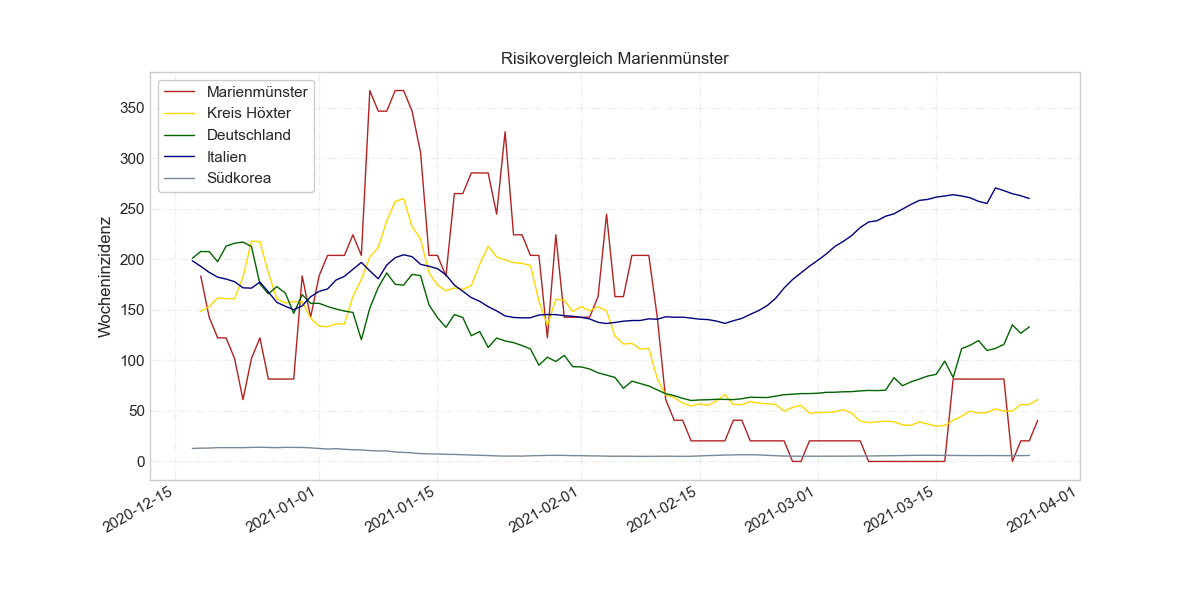 Risikovergleich Marienmünster
Marienmünster
Kreis Höxter
Deutschland
Italien
Südkorea
Wocheninzidenz
350
300
250
200
150
100
50
0
2020-12-15
2021-01-01
2021-01-15
2021-02-01
2021-02-15
2021-03-01
2021-03-15
2021-04-01